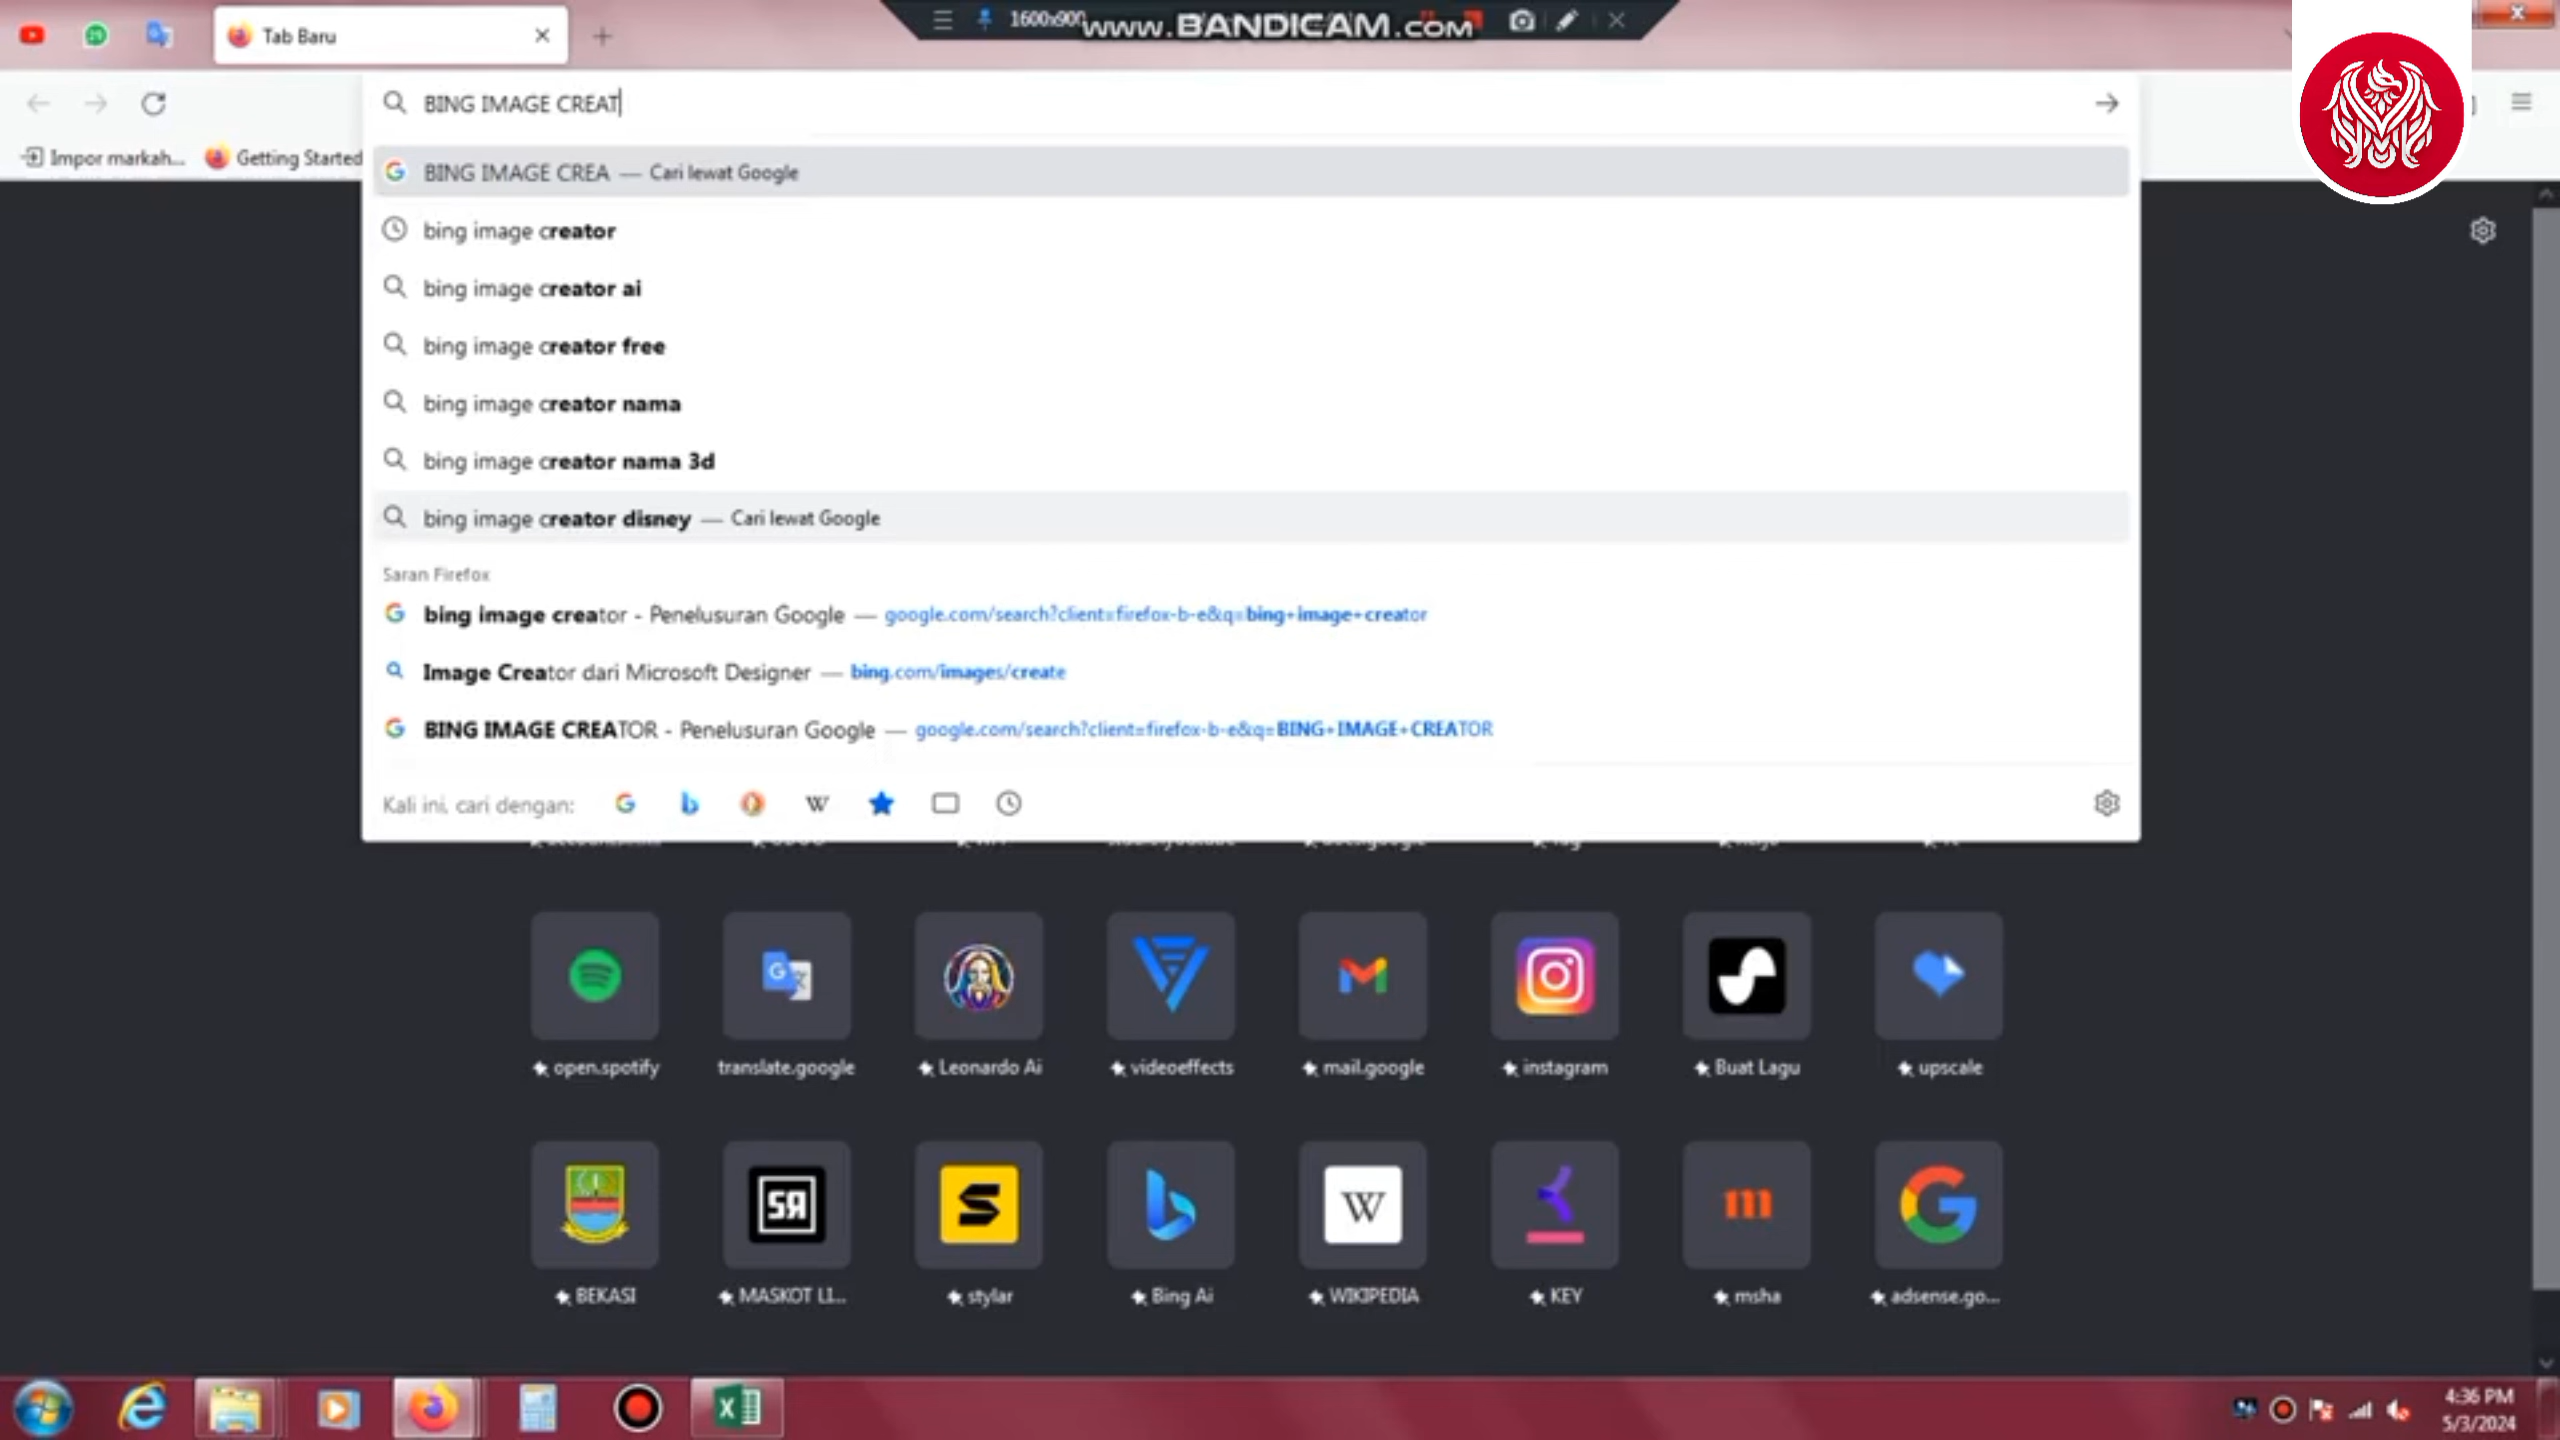 Tab Baru
1600x900
www.BANDICAM.com
BING IMAGE CREAT
Impor markah...
Getting Started
BING IMAGE CREA — Cari lewat Google
bing image creator
bing image creator ai
bing image creator free
bing image creator nama
bing image creator nama 3d
bing image creator disney — Cari lewat Google
Saran Firefox
bing image creator - Penelusuran Google — google.com/search?client=firefox-b-e&q=bing+image+creator
Image Creator dari Microsoft Designer — bing.com/images/create
BING IMAGE CREATOR - Penelusuran Google — google.com/search?client=firefox-b-e&q=BING+IMAGE+CREATOR
Kali ini, cari dengan:
open.spotify
translate.google
Leonardo Ai
videoeffects
mail.google
instagram
Buat Lagu
upscale
BEKASI
MASKOT LI...
stylar
Bing Ai
WIKIPEDIA
KEY
msha
adsense.go...
4:36 PM
5/3/2024